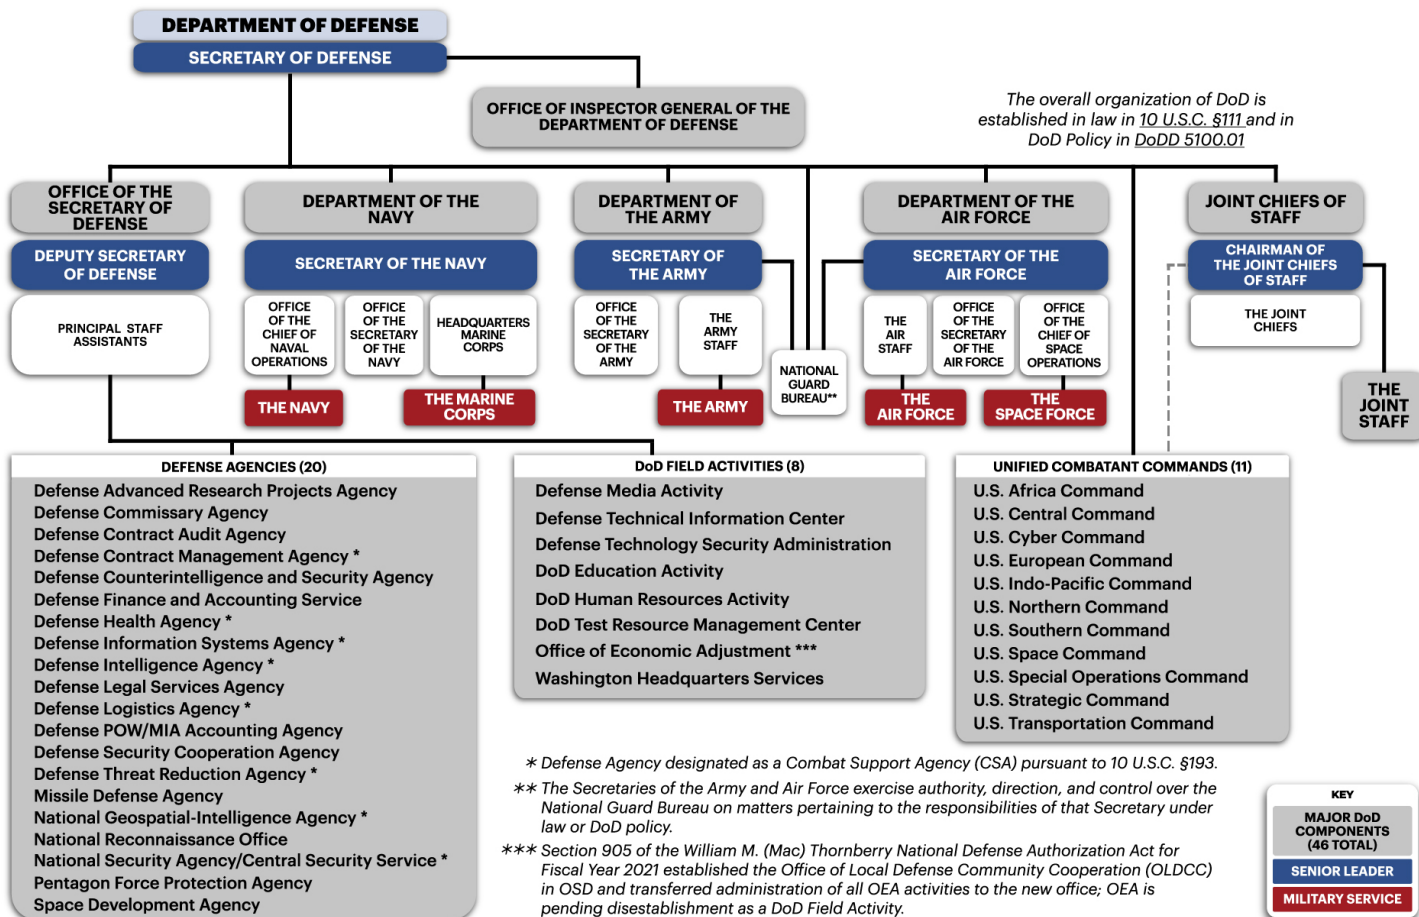 DEPARTMENT OF DEFENSE
SECRETARY OF DEFENSE
OFFICE OF INSPECTOR GENERAL OF THE
DEPARTMENT OF DEFENSE
The overall organization of DoD is
established in law in 10 U.S.C. §111 and in
DoD Policy in DoDD 5100.01
OFFICE OF THE
SECRETARY OF
DEFENSE
DEPUTY SECRETARY
OF DEFENSE
PRINCIPAL STAFF
ASSISTANTS
DEPARTMENT OF THE
NAVY
SECRETARY OF THE NAVY
OFFICE
OF THE
CHIEF OF
NAVAL
OPERATIONS
OFFICE
OF THE
SECRETARY
OF THE
NAVY
HEADQUARTERS
MARINE
CORPS
THE NAVY
THE MARINE
CORPS
DEPARTMENT OF
THE ARMY
SECRETARY OF
THE ARMY
OFFICE
OF THE
SECRETARY
OF THE
ARMY
THE
ARMY
STAFF
THE ARMY
NATIONAL
GUARD
BUREAU**
DEPARTMENT OF THE
AIR FORCE
SECRETARY OF THE
AIR FORCE
THE
AIR
STAFF
OFFICE
OF THE
SECRETARY
OF THE
AIR FORCE
OFFICE
OF THE
CHIEF OF
SPACE
OPERATIONS
THE
AIR FORCE
THE
SPACE FORCE
JOINT CHIEFS OF
STAFF
CHAIRMAN OF
THE JOINT CHIEFS
OF STAFF
THE JOINT
CHIEFS
THE
JOINT
STAFF
DEFENSE AGENCIES (20)
Defense Advanced Research Projects Agency
Defense Commissary Agency
Defense Contract Audit Agency
Defense Contract Management Agency *
Defense Counterintelligence and Security Agency
Defense Finance and Accounting Service
Defense Health Agency *
Defense Information Systems Agency *
Defense Intelligence Agency *
Defense Legal Services Agency
Defense Logistics Agency *
Defense POW/MIA Accounting Agency
Defense Security Cooperation Agency
Defense Threat Reduction Agency *
Missile Defense Agency
National Geospatial-Intelligence Agency *
National Reconnaissance Office
National Security Agency/Central Security Service *
Pentagon Force Protection Agency
Space Development Agency
DoD FIELD ACTIVITIES (8)
Defense Media Activity
Defense Technical Information Center
Defense Technology Security Administration
DoD Education Activity
DoD Human Resources Activity
DoD Test Resource Management Center
Office of Economic Adjustment ***
Washington Headquarters Services
UNIFIED COMBATANT COMMANDS (11)
U.S. Africa Command
U.S. Central Command
U.S. Cyber Command
U.S. European Command
U.S. Indo-Pacific Command
U.S. Northern Command
U.S. Southern Command
U.S. Space Command
U.S. Special Operations Command
U.S. Strategic Command
U.S. Transportation Command
* Defense Agency designated as a Combat Support Agency (CSA) pursuant to 10 U.S.C. §193.
** The Secretaries of the Army and Air Force exercise authority, direction, and control over the
National Guard Bureau on matters pertaining to the responsibilities of that Secretary under
law or DoD policy.
*** Section 905 of the William M. (Mac) Thornberry National Defense Authorization Act for
Fiscal Year 2021 established the Office of Local Defense Community Cooperation (OLDCC)
in OSD and transferred administration of all OEA activities to the new office; OEA is
pending disestablishment as a DoD Field Activity.
KEY
MAJOR DoD
COMPONENTS
(46 TOTAL)
SENIOR LEADER
MILITARY SERVICE